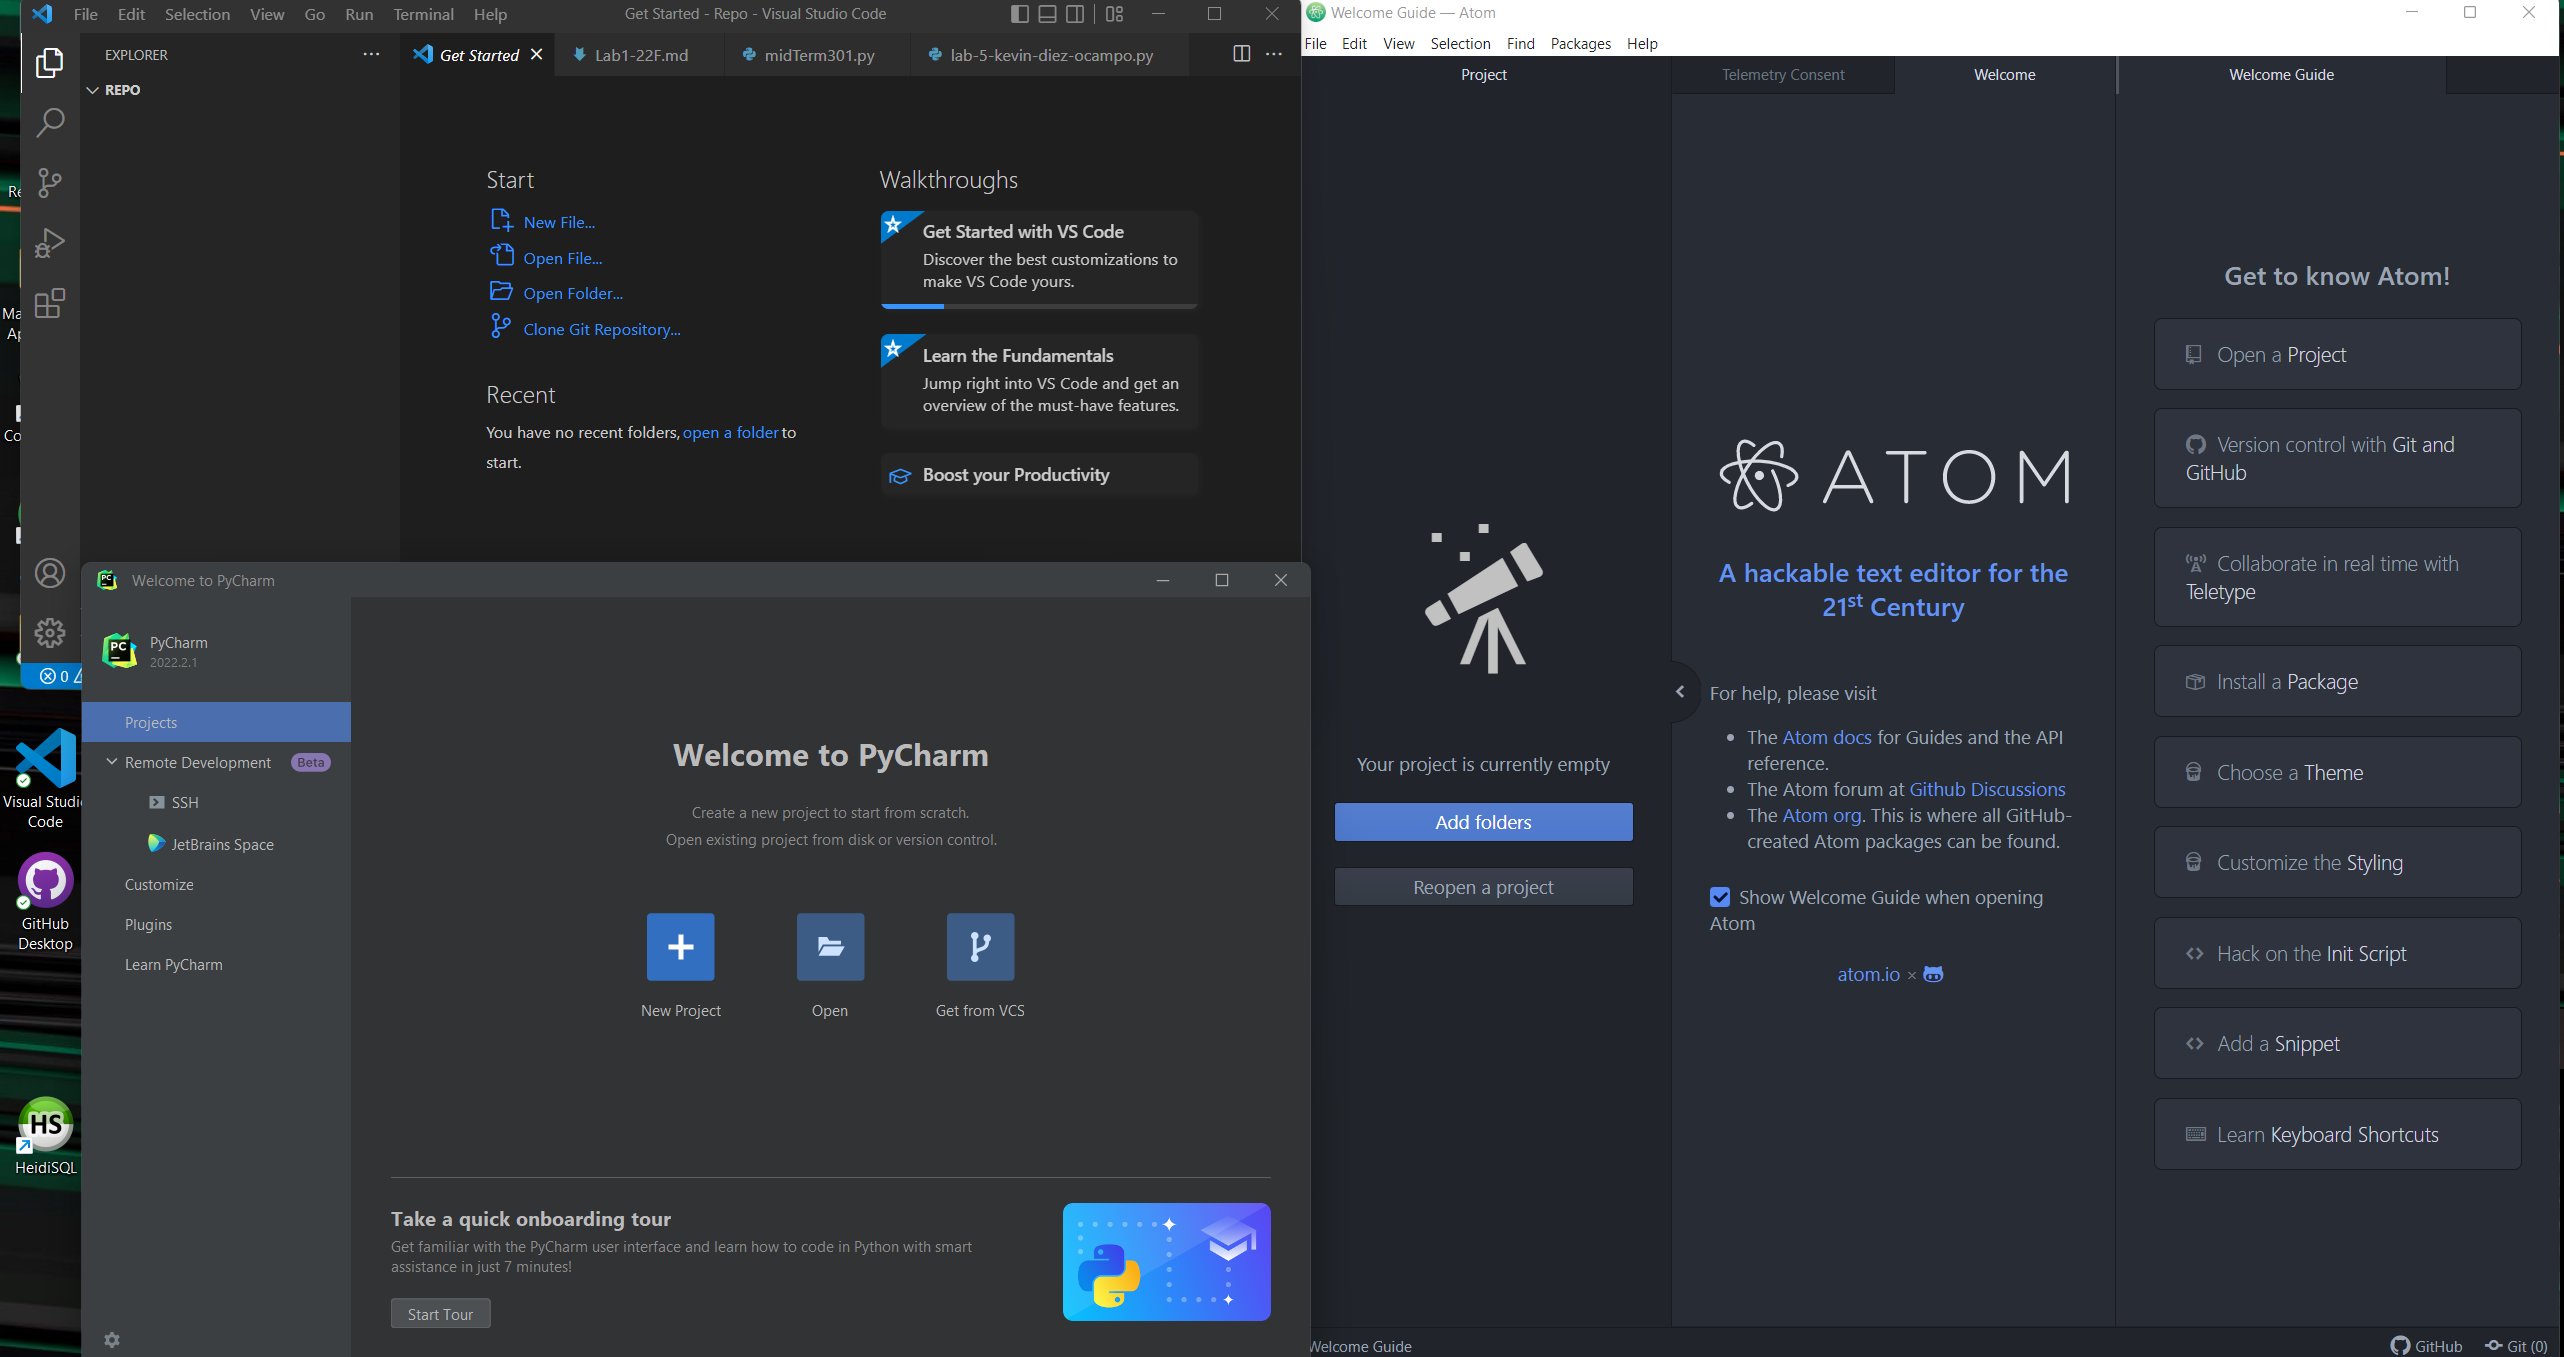 File Edit Selection View Go Run Terminal Help
Get Started - Repo - Visual Studio Code
EXPLORER
Get Started
Lab1-22F.md
midTerm301.py
lab-5-kevin-diez-ocampo.py
REPO
Start
New File...
Open File...
Open Folder...
Clone Git Repository...
Recent
You have no recent folders, open a folder to
start.
Walkthroughs
Get Started with VS Code
Discover the best customizations to
make VS Code yours.
Learn the Fundamentals
Jump right into VS Code and get an
overview of the must-have features.
Boost your Productivity
0
Visual Studi
Code
GitHub
Desktop
HS
HeidiSQL
PC
Welcome to PyCharm
PC
PyCharm
2022.2.1
Projects
Remote Development Beta
SSH
JetBrains Space
Customize
Plugins
Learn PyCharm
Welcome to PyCharm
Create a new project to start from scratch.
Open existing project from disk or version control.
New Project
Open
Get from VCS
Take a quick onboarding tour
Get familiar with the PyCharm user interface and learn how to code in Python with smart
assistance in just 7 minutes!
Start Tour
Welcome Guide — Atom
File Edit View Selection Find Packages Help
Project
Telemetry Consent
Welcome
Welcome Guide
Your project is currently empty
Add folders
Reopen a project
ATOM
A hackable text editor for the
21st Century
For help, please visit
• The Atom docs for Guides and the API
reference.
• The Atom forum at Github Discussions
• The Atom org. This is where all GitHub-
created Atom packages can be found.
Show Welcome Guide when opening
Atom
atom.io ×
Get to know Atom!
Open a Project
Version control with Git and
GitHub
Collaborate in real time with
Teletype
Install a Package
Choose a Theme
Customize the Styling
Hack on the Init Script
Add a Snippet
Learn Keyboard Shortcuts
Welcome Guide
GitHub
Git (0)